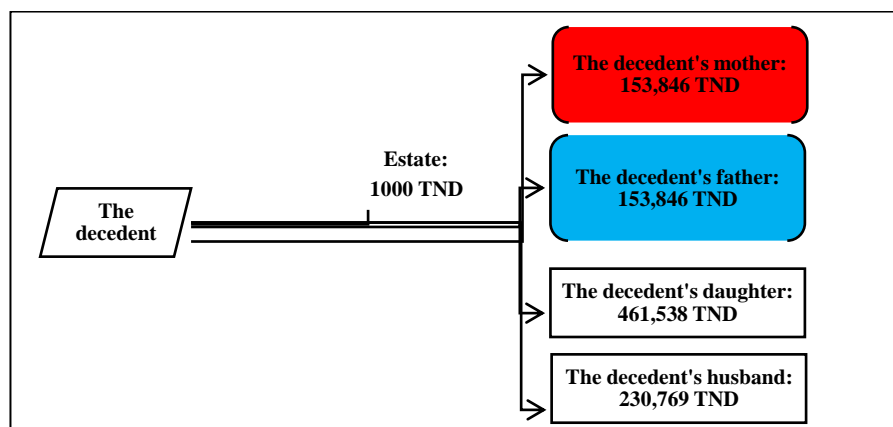 The decedent's mother:
153,846 TND
Estate:
1000 TND
The decedent's father:
153,846 TND
The
decedent
The decedent's daughter:
461,538 TND
The decedent's husband:
230,769 TND